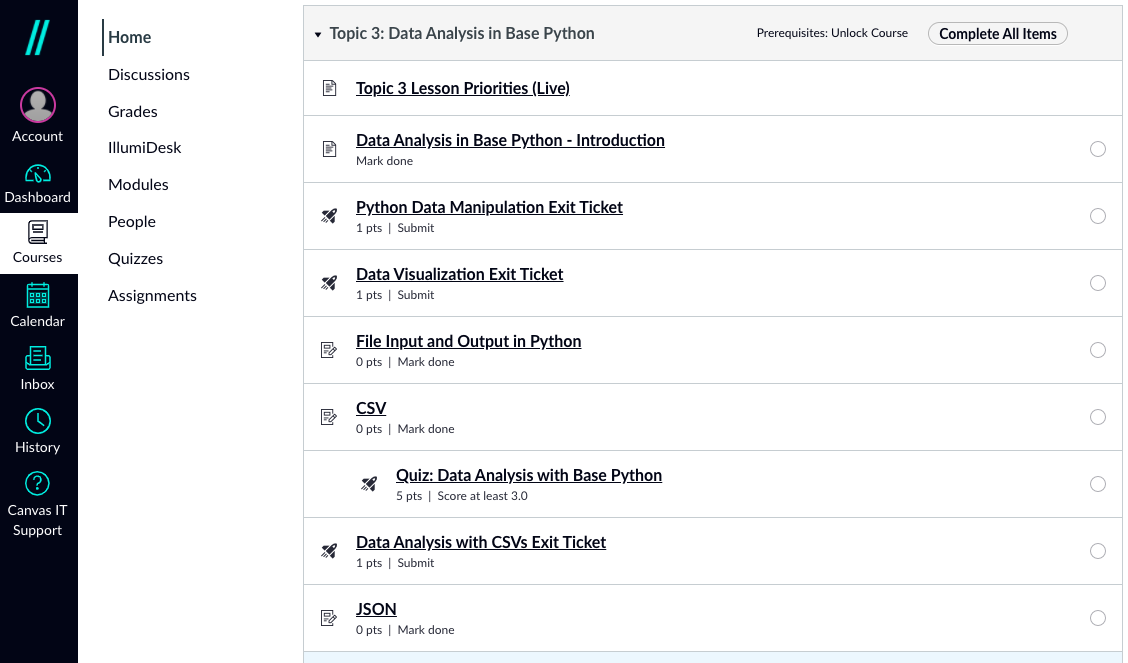 Account
Dashboard
Courses
Calendar
Inbox
History
Canvas IT
Support
Home
Discussions
Grades
IllumiDesk
Modules
People
Quizzes
Assignments
Topic 3: Data Analysis in Base Python
Prerequisites: Unlock Course
Complete All Items
Topic 3 Lesson Priorities (Live)
Data Analysis in Base Python - Introduction
Mark done
Python Data Manipulation Exit Ticket
1 pts | Submit
Data Visualization Exit Ticket
1 pts | Submit
File Input and Output in Python
0 pts | Mark done
CSV
0 pts | Mark done
Quiz: Data Analysis with Base Python
5 pts | Score at least 3.0
Data Analysis with CSVs Exit Ticket
1 pts | Submit
JSON
0 pts | Mark done